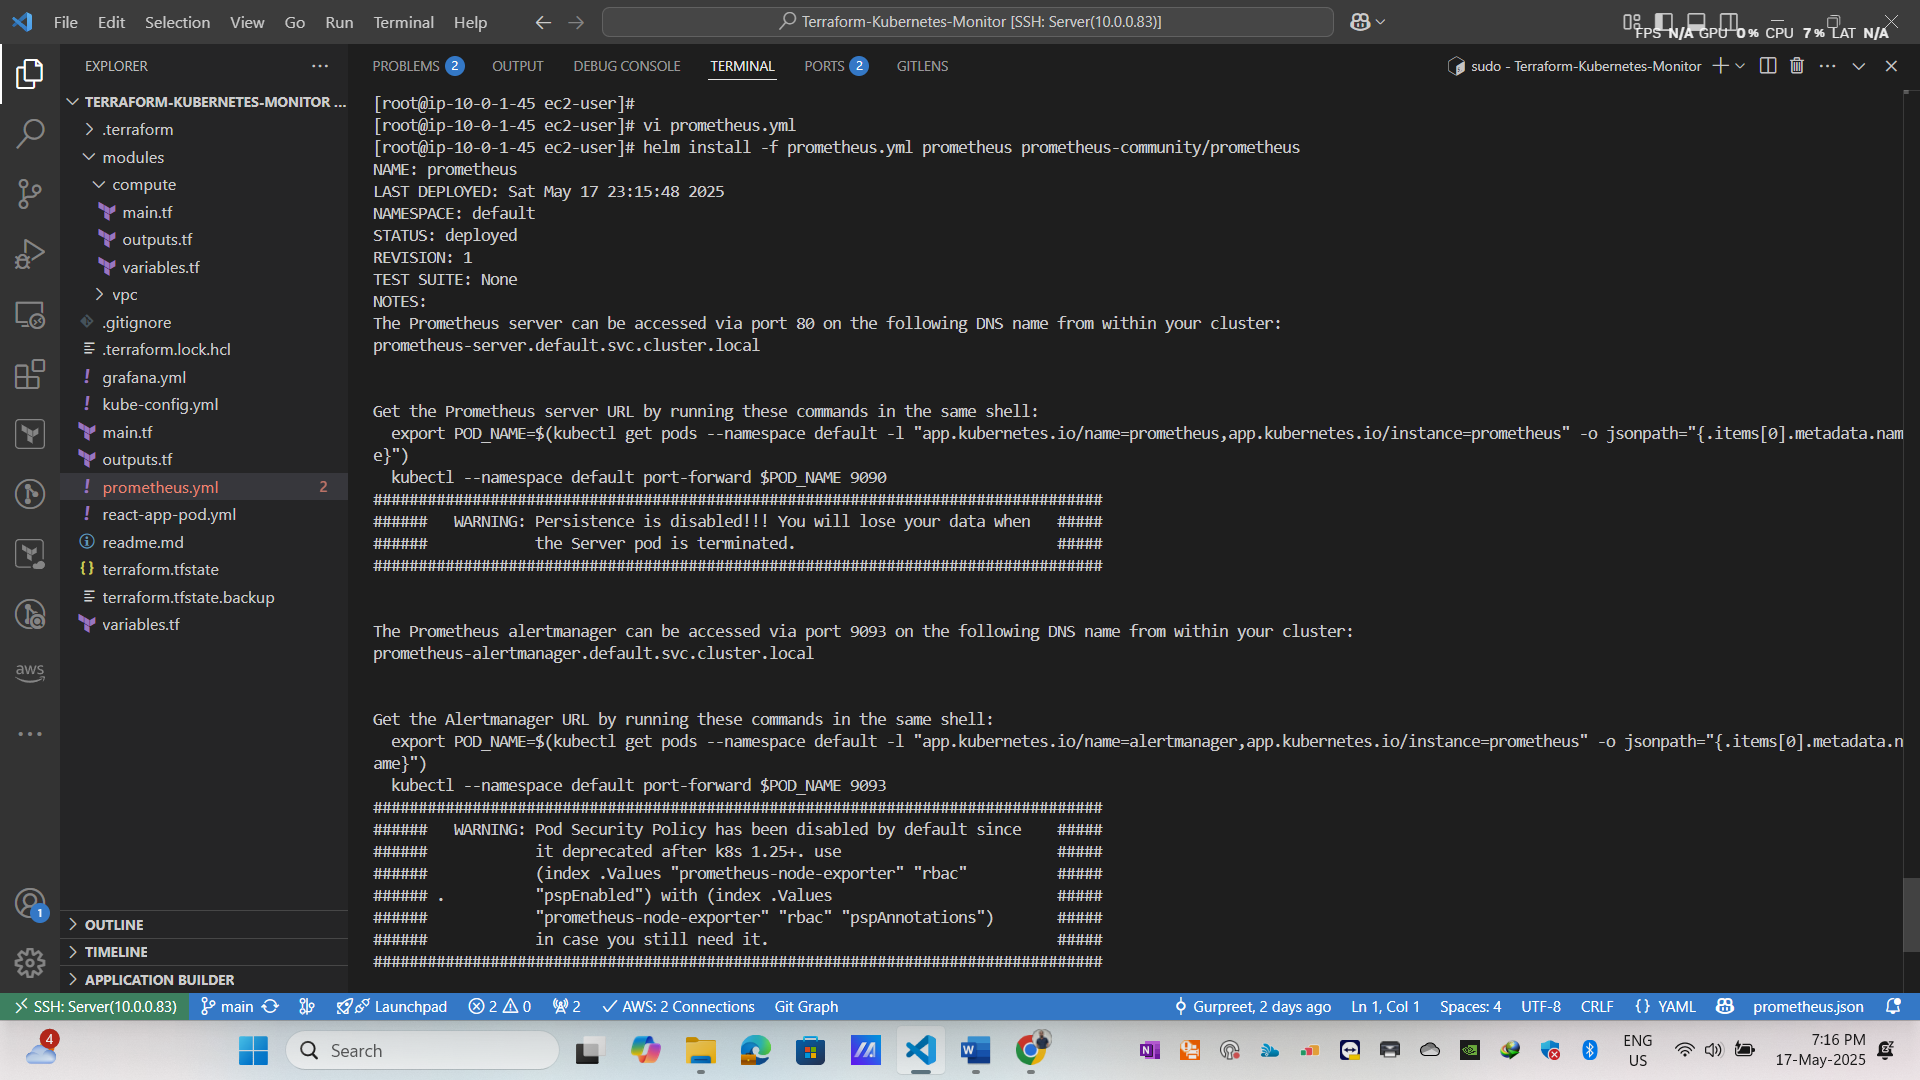 File Edit Selection View Go Run Terminal Help
Terraform-Kubernetes-Monitor [SSH: Server(10.0.0.83)]
FPS N/A GPU 0% CPU 7% LAT N/A
EXPLORER
TERRAFORM-KUBERNETES-MONITOR ...
.terraform
modules
compute
main.tf
outputs.tf
variables.tf
vpc
.gitignore
.terraform.lock.hcl
grafana.yml
kube-config.yml
main.tf
outputs.tf
prometheus.yml 2
react-app-pod.yml
readme.md
terraform.tfstate
terraform.tfstate.backup
variables.tf
aws
1
OUTLINE
TIMELINE
APPLICATION BUILDER
PROBLEMS 2 OUTPUT DEBUG CONSOLE TERMINAL PORTS 2 GITLENS
sudo - Terraform-Kubernetes-Monitor
[root@ip-10-0-1-45 ec2-user]#
[root@ip-10-0-1-45 ec2-user]# vi prometheus.yml
[root@ip-10-0-1-45 ec2-user]# helm install -f prometheus.yml prometheus prometheus-community/prometheus
NAME: prometheus
LAST DEPLOYED: Sat May 17 23:15:48 2025
NAMESPACE: default
STATUS: deployed
REVISION: 1
TEST SUITE: None
NOTES:
The Prometheus server can be accessed via port 80 on the following DNS name from within your cluster:
prometheus-server.default.svc.cluster.local
Get the Prometheus server URL by running these commands in the same shell:
export POD_NAME=$(kubectl get pods --namespace default -l "app.kubernetes.io/name=prometheus,app.kubernetes.io/instance=prometheus" -o jsonpath="{.items[0].metadata.nam
e}")
kubectl --namespace default port-forward $POD_NAME 9090
#################################################################################
###### WARNING: Persistence is disabled!!! You will lose your data when #####
###### the Server pod is terminated. #####
#################################################################################
The Prometheus alertmanager can be accessed via port 9093 on the following DNS name from within your cluster:
prometheus-alertmanager.default.svc.cluster.local
Get the Alertmanager URL by running these commands in the same shell:
export POD_NAME=$(kubectl get pods --namespace default -l "app.kubernetes.io/name=alertmanager,app.kubernetes.io/instance=prometheus" -o jsonpath="{.items[0].metadata.n
ame}")
kubectl --namespace default port-forward $POD_NAME 9093
#################################################################################
###### WARNING: Pod Security Policy has been disabled by default since #####
###### it deprecated after k8s 1.25+. use #####
###### (index .Values "prometheus-node-exporter" "rbac" #####
###### . "pspEnabled") with (index .Values #####
###### "prometheus-node-exporter" "rbac" "pspAnnotations") #####
###### in case you still need it. #####
#################################################################################
SSH: Server(10.0.0.83) main Launchpad 2 0 2 AWS: 2 Connections Git Graph
Gurpreet, 2 days ago Ln 1, Col 1 Spaces: 4 UTF-8 CRLF {} YAML prometheus.json
4
Search
ENG
US
7:16 PM
17-May-2025